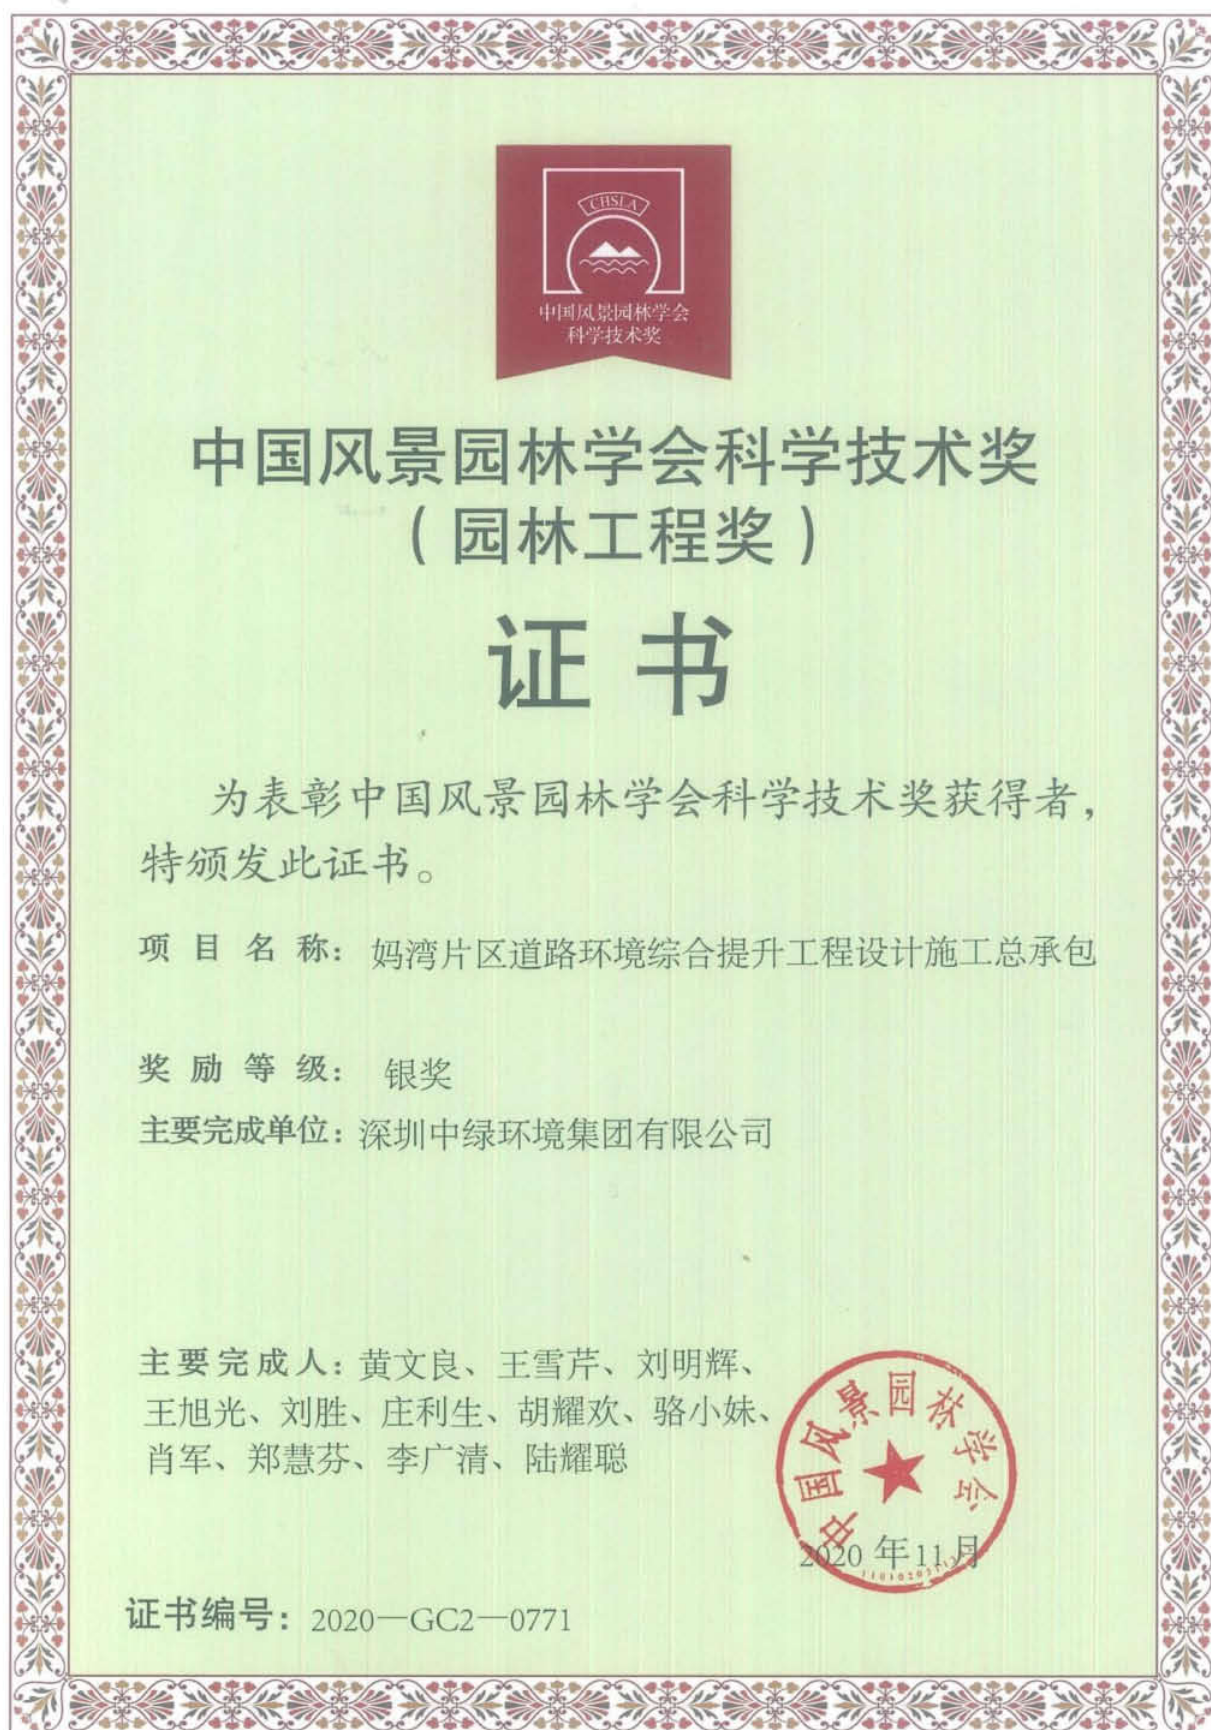 CHSLA
中国风景园林学会
科学技术奖
中国风景园林学会科学技术奖
（园林工程奖）
证书
为表彰中国风景园林学会科学技术奖获得者，
特颁发此证书。
项目名称：妈湾片区道路环境综合提升工程设计施工总承包
奖励等级：银奖
主要完成单位：深圳中绿环境集团有限公司
主要完成人：黄文良、王雪芹、刘明辉、
王旭光、刘胜、庄利生、胡耀欢、骆小妹、
肖军、郑慧芬、李广清、陆耀聪
中国风景园林学会
2020 年11月
证书编号：2020—GC2—0771